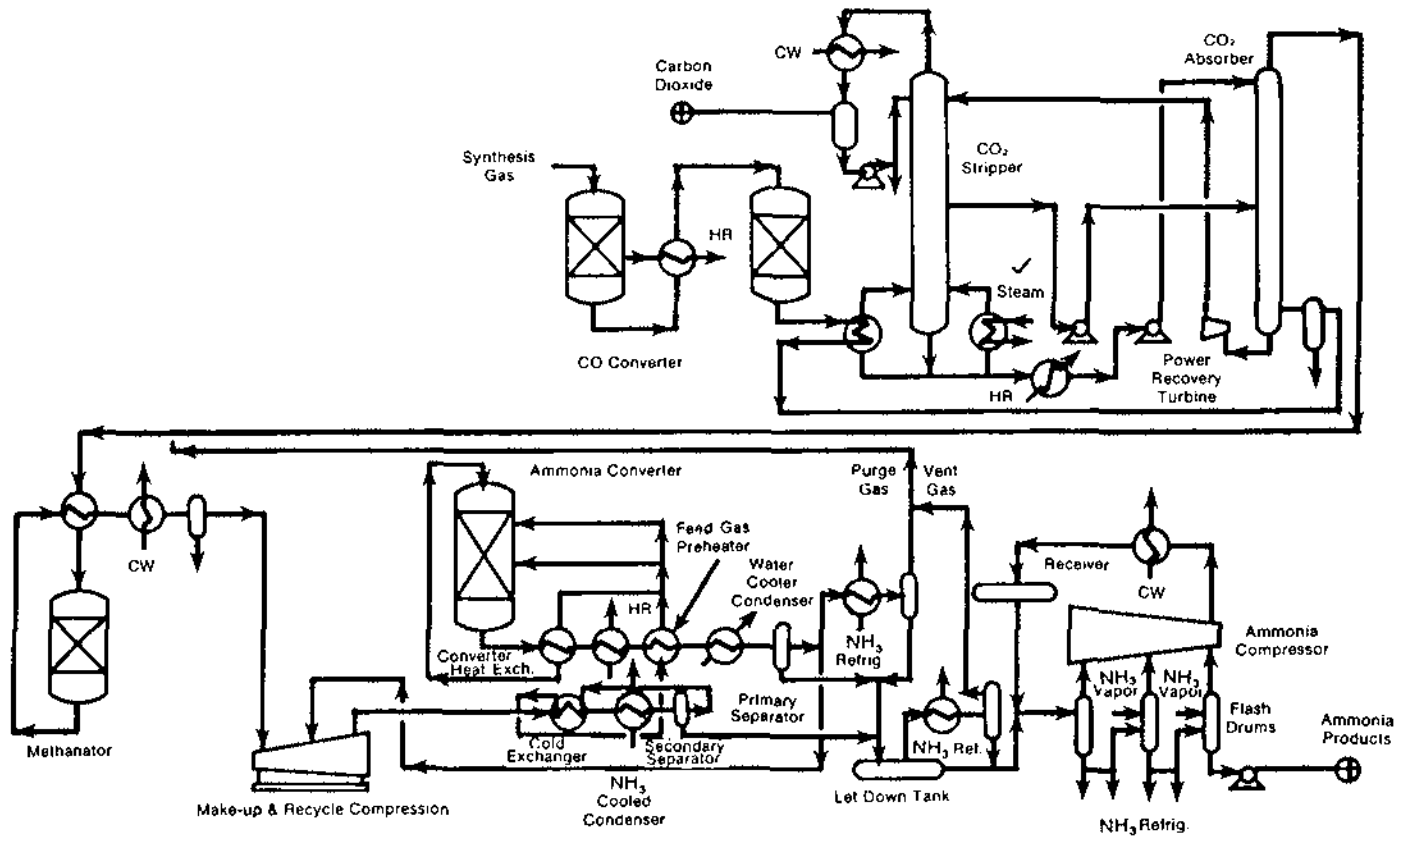 CO₂
Absorber
CW
Carbon
Dioxide
CO₂
Stripper
Synthesis
Gas
HR
Steam
CO Converter
HR
Power
Recovery
Turbine
Ammonia Converter
Purge
Gas
Vent
Gas
Feed Gas
Preheater
Water
Cooler
Condenser
CW
Receiver
CW
HR
NH₃
Refrig
Ammonia
Compressor
Converter
Heat Exch.
NH₃
Vapor
NH₃
Vapor
Primary
Separator
Flash
Drums
Ammonia
Products
Methanator
Cold
Exchanger
Secondary
Separator
NH₃ Ref.
NH₃
Cooled
Condenser
Let Down Tank
Make-up & Recycle Compression
NH₃ Refrig.